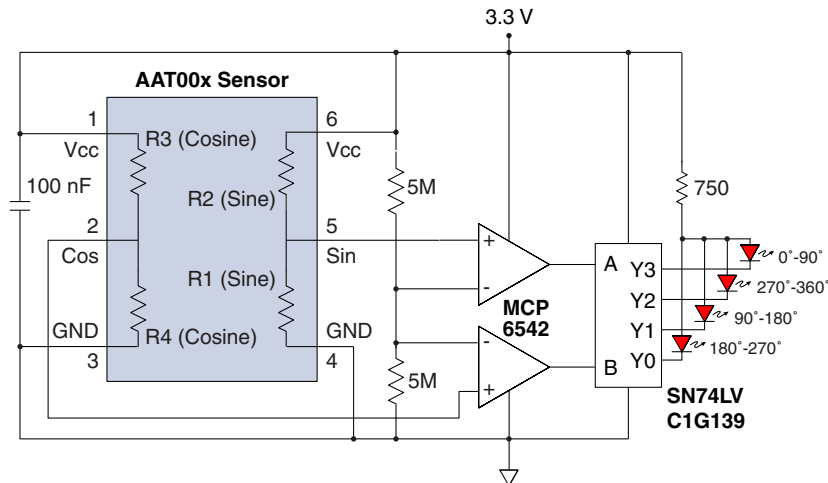 3.3 V
AAT00x Sensor
1
Vcc
R3 (Cosine)
6
Vcc
100 nF
R2 (Sine)
5M
750
2
Cos
5
Sin
R1 (Sine)
GND
3
R4 (Cosine)
GND
4
+
-
MCP
6542
-
+
5M
A
B
Y3
Y2
Y1
Y0
0˚-90˚
270˚-360˚
90˚-180˚
180˚-270˚
SN74LV
C1G139